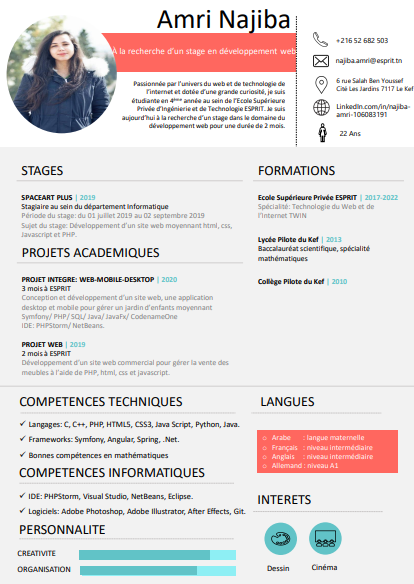 Amri Najiba
À la recherche d'un stage en développement web
Passionnée par l'univers du web et de technologie de
l'internet et dotée d'une grande curiosité, je suis
étudiante en 4ème année au sein de l'Ecole Supérieure
Privée d'Ingénierie et de Technologie ESPRIT. Je suis
aujourd'hui à la recherche d'un stage dans le domaine du
développement web pour une durée de 2 mois.
+216 52 682 503
najiba.amri@esprit.tn
6 rue Salah Ben Youssef
Cité Les Jardins 7117 Le Kef
LinkedIn.com/in/najiba-
amri-106083191
22 Ans
STAGES
SPACEART PLUS | 2019
Stagiaire au sein du département Informatique
Période du stage: du 01 juillet 2019 au 02 septembre 2019
Sujet du stage: Développement d'un site web moyennant html, css,
Javascript et PHP.
PROJETS ACADEMIQUES
PROJET INTEGRE: WEB-MOBILE-DESKTOP | 2020
3 mois à ESPRIT
Conception et développement d'un site web, une application
desktop et mobile pour gérer un jardin d'enfants moyennant
Symfony/ PHP/ SQL/ Java/ JavaFx/ CodenameOne
IDE: PHPStorm/ NetBeans.
PROJET WEB | 2019
2 mois à ESPRIT
Développement d'un site web commercial pour gérer la vente des
meubles à l'aide de PHP, html, css et javascript.
FORMATIONS
Ecole Supérieure Privée ESPRIT | 2017-2022
Spécialité: Technologie du Web et de
l'Internet TWIN
Lycée Pilote du Kef | 2013
Baccalauréat scientifique, spécialité
mathématiques
Collège Pilote du Kef | 2010
COMPETENCES TECHNIQUES
✓ Langages: C, C++, PHP, HTML5, CSS3, Java Script, Python, Java.
✓ Frameworks: Symfony, Angular, Spring, .Net.
✓ Bonnes compétences en mathématiques
COMPETENCES INFORMATIQUES
✓ IDE: PHPStorm, Visual Studio, NetBeans, Eclipse.
✓ Logiciels: Adobe Photoshop, Adobe Illustrator, After Effects, Git.
PERSONNALITE
CREATIVITE
ORGANISATION
LANGUES
o Arabe : langue maternelle
o Français : niveau intermédiaire
o Anglais : niveau intermédiaire
o Allemand : niveau A1
INTERETS
Dessin
Cinéma